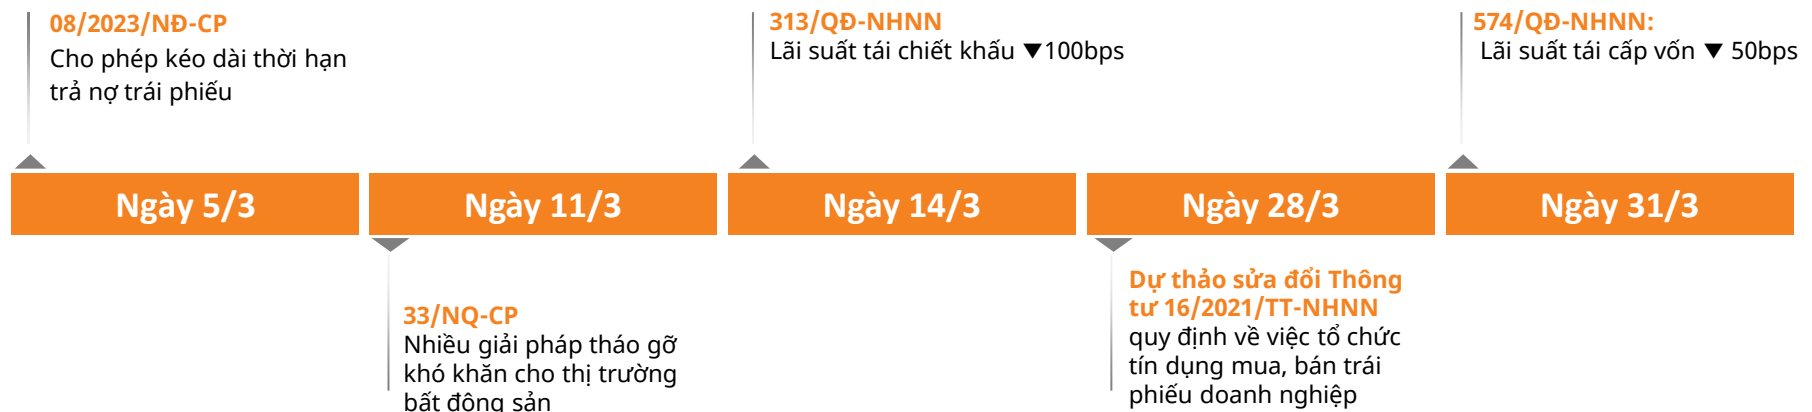 08/2023/NĐ-CP
Cho phép kéo dài thời hạn
trả nợ trái phiếu
313/QĐ-NHNN
Lãi suất tái chiết khấu ▼100bps
574/QĐ-NHNN:
Lãi suất tái cấp vốn ▼ 50bps
Ngày 5/3
Ngày 11/3
Ngày 14/3
Ngày 28/3
Ngày 31/3
33/NQ-CP
Nhiều giải pháp tháo gỡ
khó khăn cho thị trường
bất động sản
Dự thảo sửa đổi Thông
tư 16/2021/TT-NHNN
quy định về việc tổ chức
tín dụng mua, bán trái
phiếu doanh nghiệp